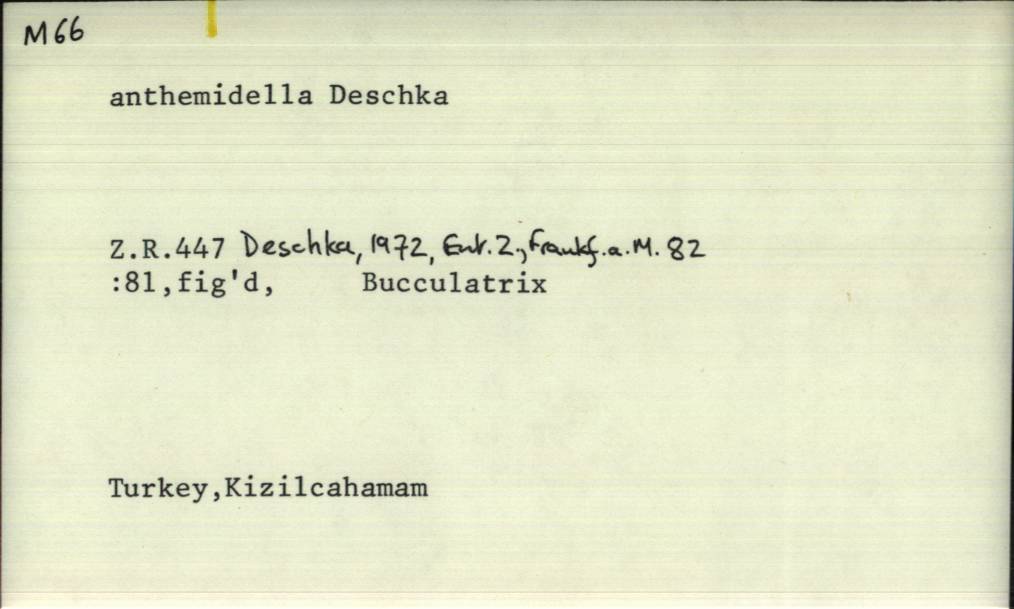 M66
anthemidella Deschka
Z.R.447 Deschka, 1972, Ent. Z., Frankf. a. M. 82
:81,fig'd, Bucculatrix
Turkey,Kizilcahamam